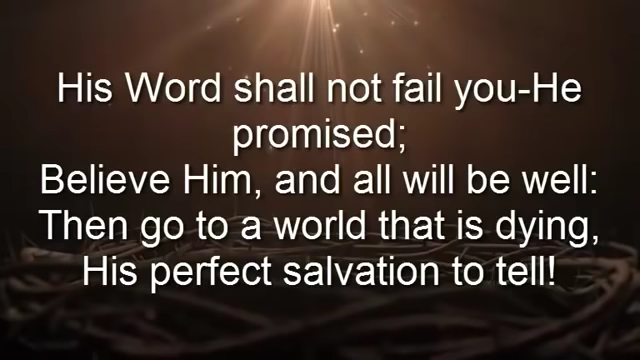 His Word shall not fail you-He
promised;
Believe Him, and all will be well:
Then go to a world that is dying,
His perfect salvation to tell!